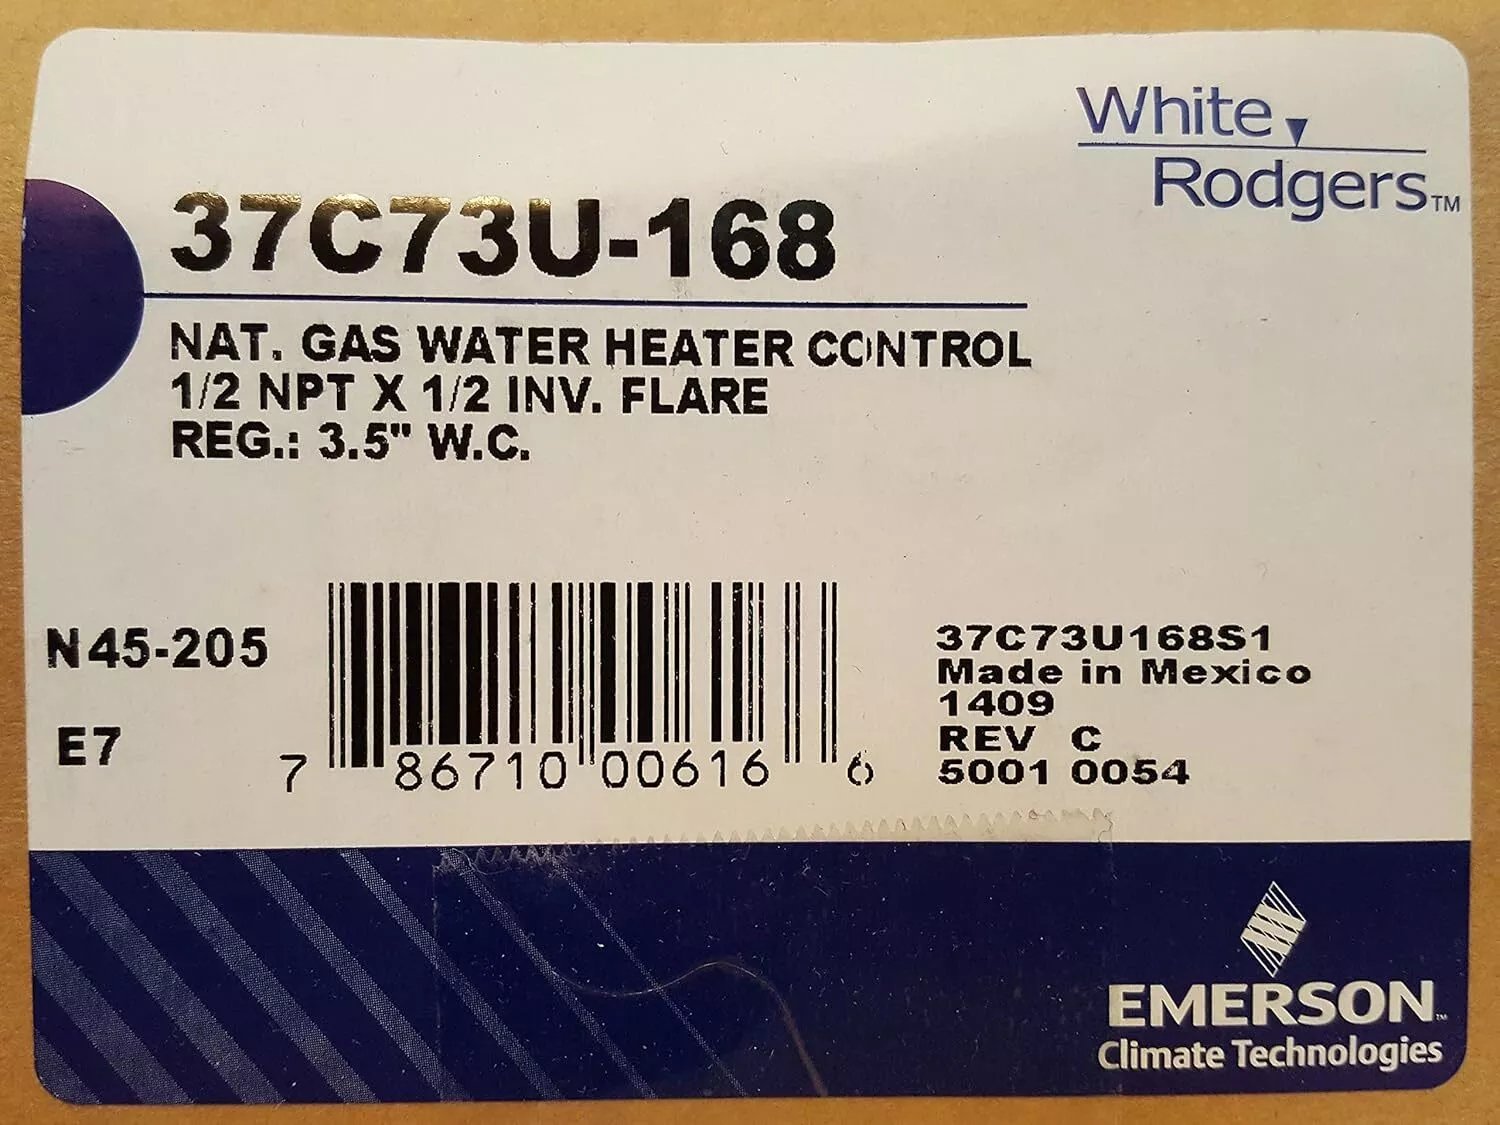 White
Rodgers™
37C73U-168
NAT. GAS WATER HEATER CONTROL
1/2 NPT X 1/2 INV. FLARE
REG.: 3.5" W.C.
N45-205
E7
7 86710 00616 6
37C73U168S1
Made in Mexico
1409
REV C
5001 0054
EMERSON™
Climate Technologies